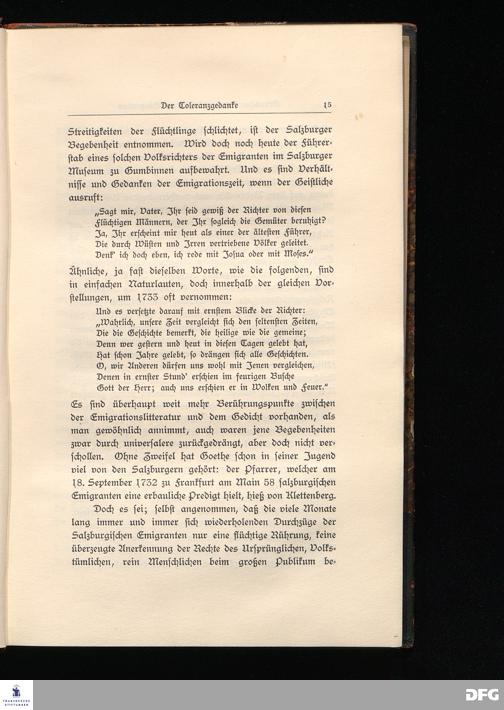 Der Toleranzgedanke 15
Streitigkeiten der Flüchtlinge ſchlichtet, iſt der Salzburger
Begebenheit entnommen. Wird doch noch heute der Führer-
ſtab eines ſolchen Volksrichters der Emigranten im Salzburger
Muſeum zu Gumbinnen aufbewahrt. Und es ſind Verhält-
niſſe und Gedanken der Emigrationszeit, wenn der Geiſtliche
ausruft:
„Sagt mir, Vater, Ihr ſeid gewiß der Richter von dieſen
Flüchtigen Männern, der Ihr ſogleich die Gemüter beruhigt?
Ja, Ihr erſcheint mir heut als einer der älteſten Führer,
Die durch Wüſten und Irren vertriebene Völker geleitet.
Denk' ich doch eben, ich rede mit Joſua oder mit Moſes.“
Ähnliche, ja faſt dieſelben Worte, wie die folgenden, ſind
in einfachen Naturlauten, doch innerhalb der gleichen Vor-
ſtellungen, um 1733 oft vernommen:
Und es verſetzte darauf mit ernſtem Blicke der Richter:
„Wahrlich, unſere Zeit vergleicht ſich den ſeltenſten Zeiten,
Die die Geſchichte bemerkt, die heilige wie die gemeine;
Denn wer geſtern und heut in dieſen Tagen gelebt hat,
Hat ſchon Jahre gelebt, ſo drängen ſich alle Geſchichten.
O, wir Anderen dürfen uns wohl mit Jenen vergleichen,
Denen in ernſter Stund' erſchien im feurigen Buſche
Gott der Herr; auch uns erſchien er in Wolken und Feuer.“
Es ſind überhaupt weit mehr Berührungspunkte zwiſchen
der Emigrationslitteratur und dem Gedicht vorhanden, als
man gewöhnlich annimmt, auch waren jene Begebenheiten
zwar durch univerſalere zurückgedrängt, aber doch nicht ver-
ſchollen. Ohne Zweifel hat Goethe ſchon in ſeiner Jugend
viel von den Salzburgern gehört: der Pfarrer, welcher am
18. September 1732 zu Frankfurt am Main 58 ſalzburgiſchen
Emigranten eine erbauliche Predigt hielt, hieß von Klettenberg.
Doch es ſei; ſelbſt angenommen, daß die viele Monate
lang immer und immer ſich wiederholenden Durchzüge der
Salzburgiſchen Emigranten nur eine flüchtige Rührung, keine
überzeugte Anerkennung der Rechte des Urſprünglichen, Volks-
tümlichen, rein Menſchlichen beim großen Publikum be-
FRANCKESCHE
STIFTUNGEN
DFG